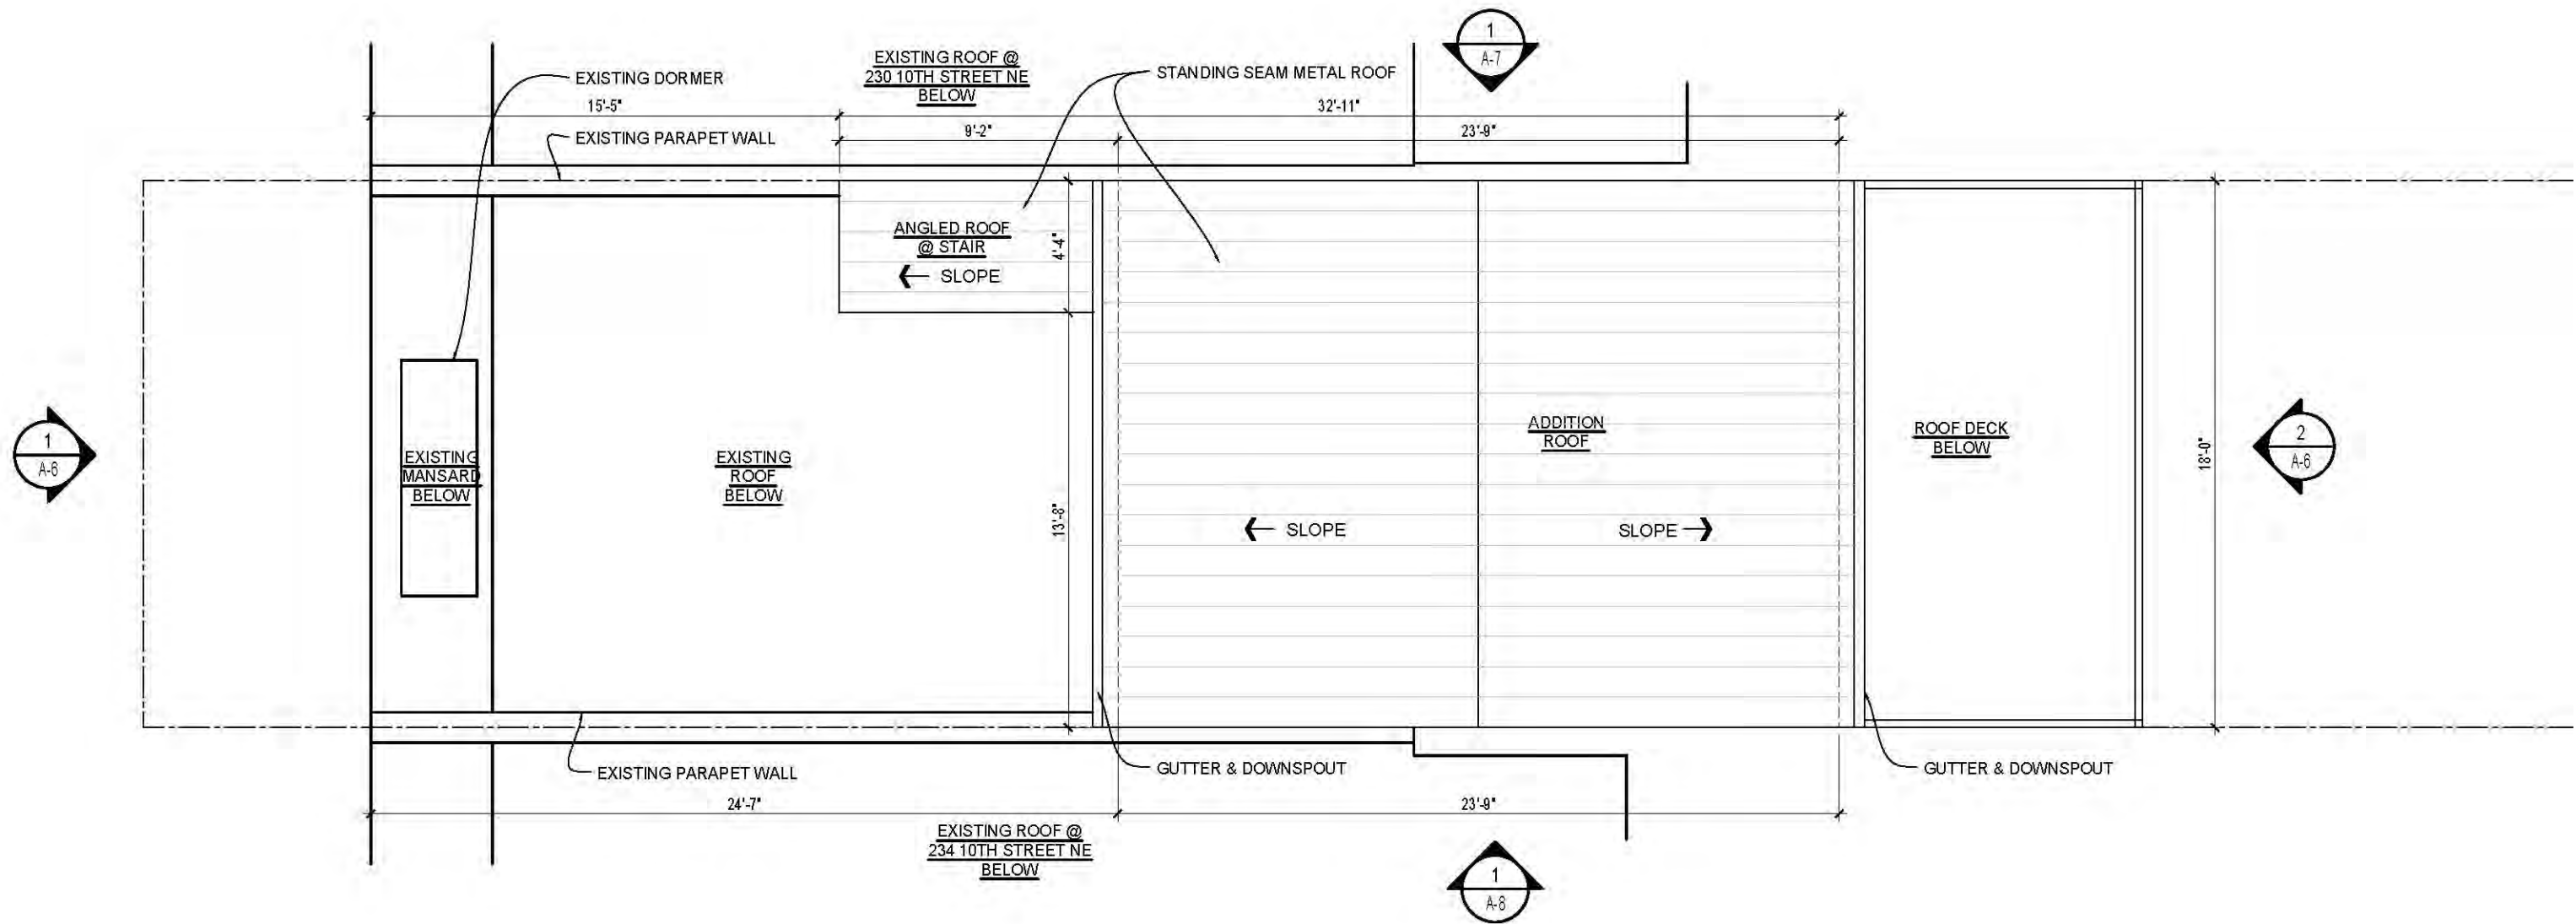 1
A-7
EXISTING ROOF @
230 10TH STREET NE
BELOW
EXISTING DORMER
STANDING SEAM METAL ROOF
15'-5"
32'-11"
EXISTING PARAPET WALL
9'-2"
23'-9"
ANGLED ROOF
@ STAIR
SLOPE
4'-4"
1
A-6
EXISTING
MANSARD
BELOW
EXISTING
ROOF
BELOW
13'-8"
ADDITION
ROOF
SLOPE
SLOPE
ROOF DECK
BELOW
18'-0"
2
A-6
EXISTING PARAPET WALL
GUTTER & DOWNSPOUT
GUTTER & DOWNSPOUT
24'-7"
23'-9"
EXISTING ROOF @
234 10TH STREET NE
BELOW
1
A-8